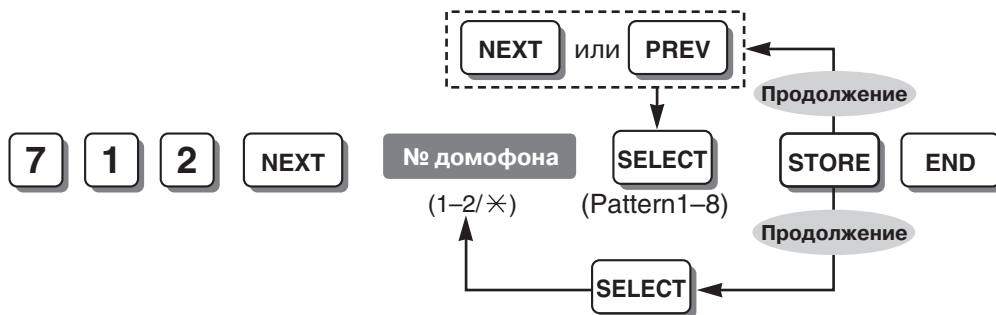 NEXT или PREV
Продолжение
7 1 2 NEXT № домофона SELECT STORE END
(1–2/✳) (Pattern1–8)
Продолжение
SELECT